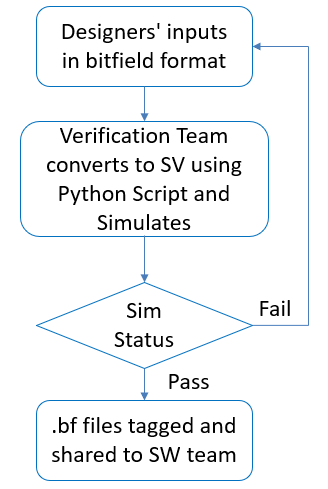 Designers' inputs
in bitfield format
Verification Team
converts to SV using
Python Script and
Simulates
Sim
Status
Fail
Pass
.bf files tagged and
shared to SW team